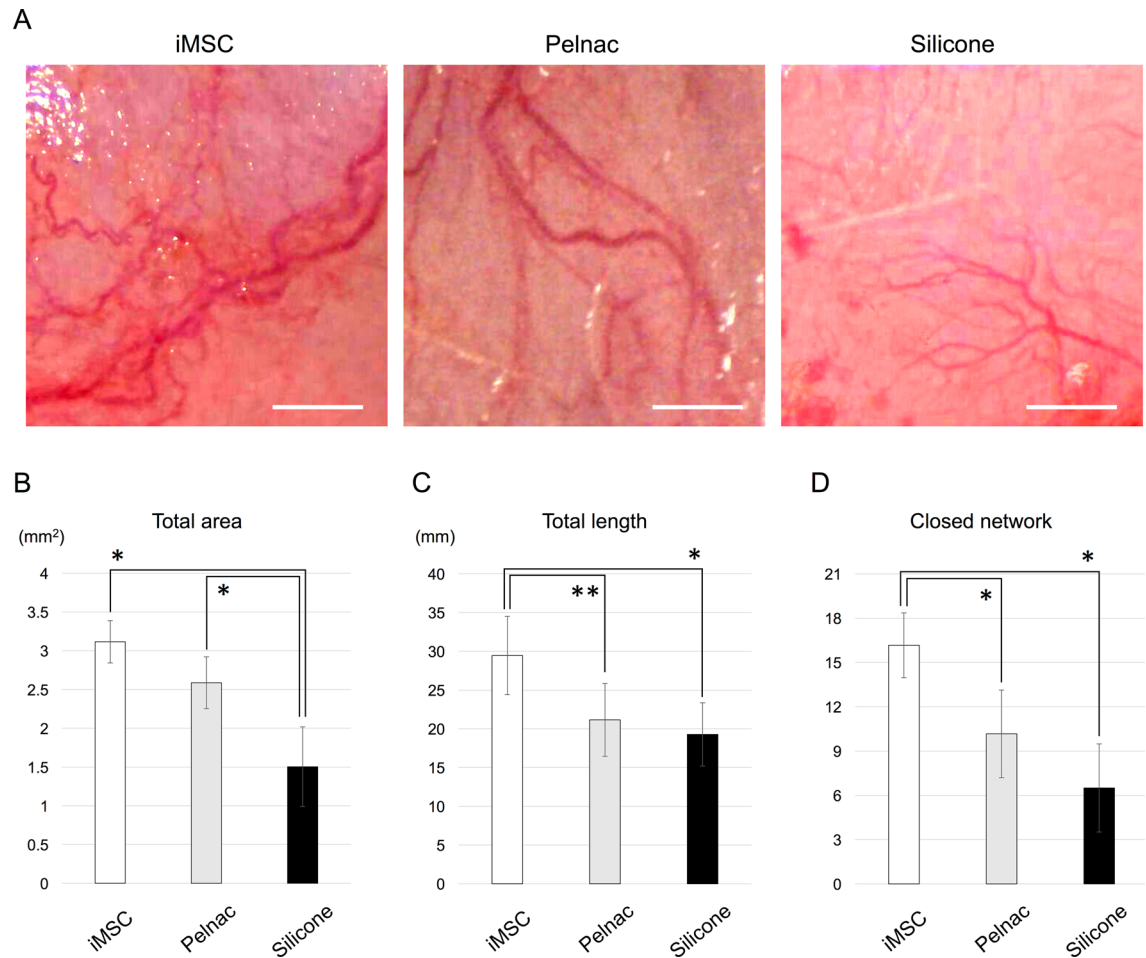 A
iMSC
Pelnac
Silicone
B
Total area
(mm²)
*
*
4
3.5
3
2.5
2
1.5
1
0.5
0
iMSC
Pelnac
Silicone
C
Total length
(mm)
*
**
40
35
30
25
20
15
10
5
0
iMSC
Pelnac
Silicone
D
Closed network
*
*
21
18
15
12
9
6
3
0
iMSC
Pelnac
Silicone